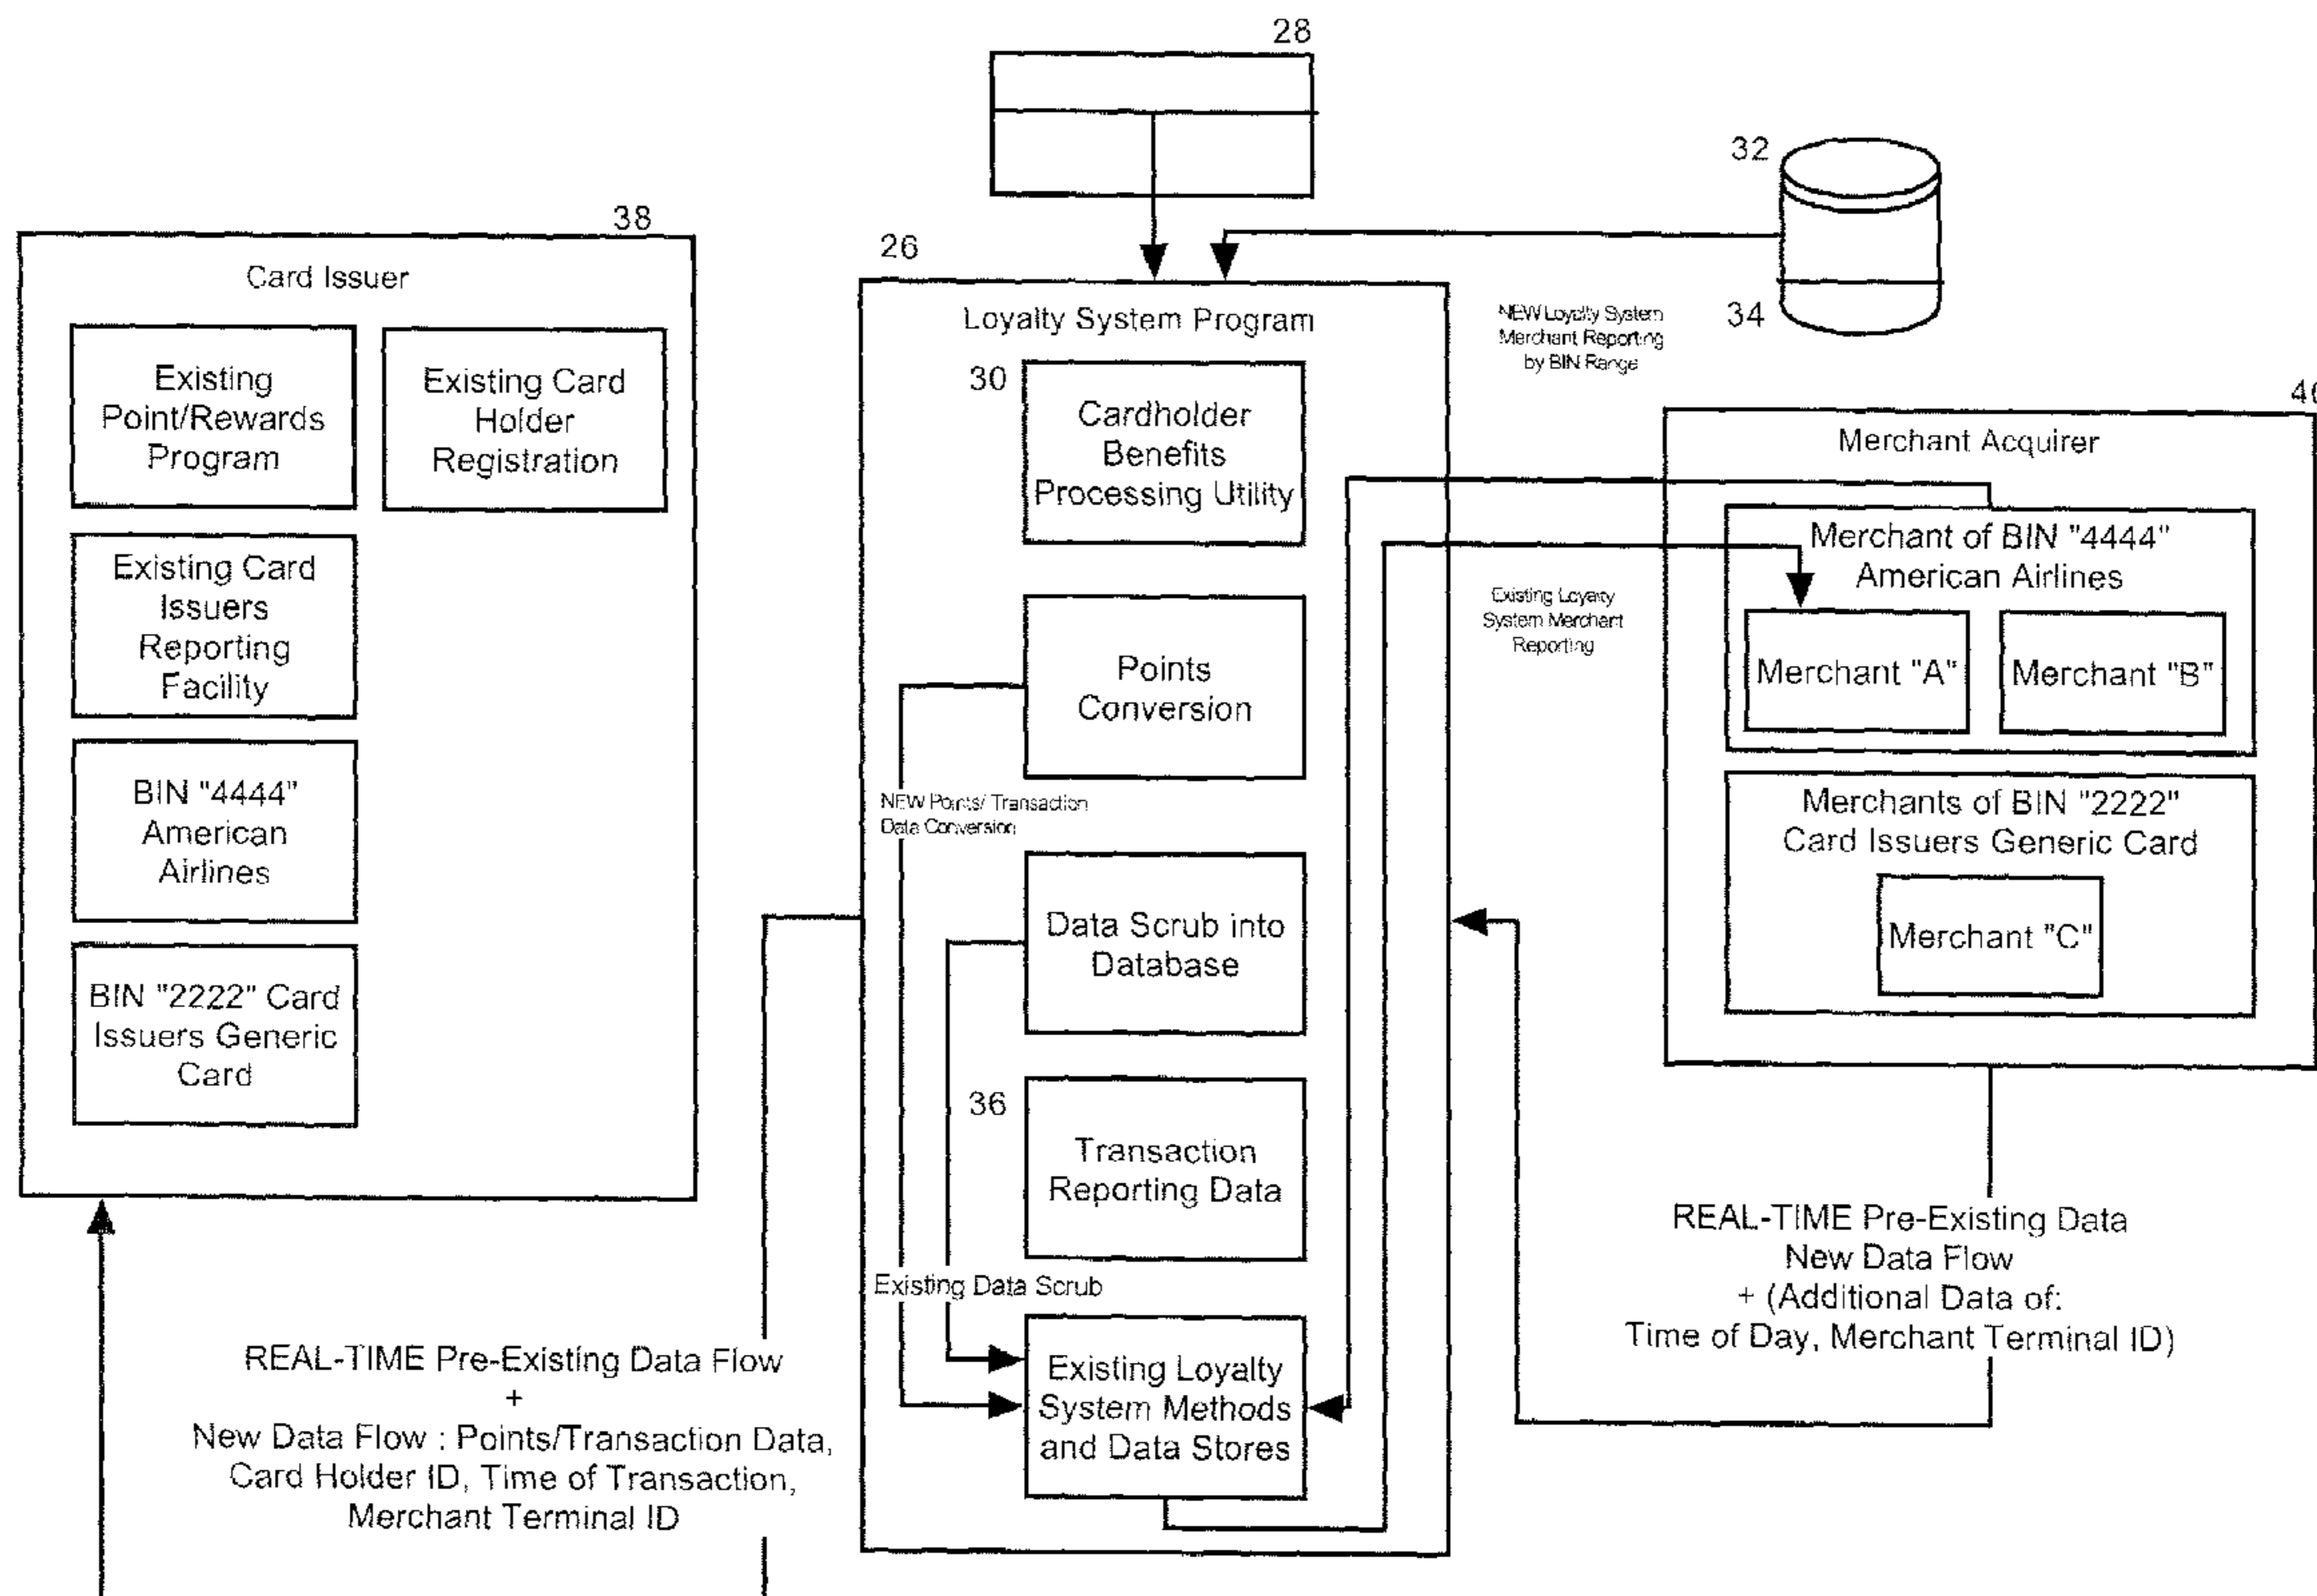 28
32
34
38
Card Issuer
Existing
Point/Rewards
Program
Existing Card
Holder
Registration
Existing Card
Issuers
Reporting
Facility
BIN "4444"
American
Airlines
BIN "2222" Card
Issuers Generic
Card
REAL-TIME Pre-Existing Data Flow
+
New Data Flow : Points/Transaction Data,
Card Holder ID, Time of Transaction,
Merchant Terminal ID
26
Loyalty System Program
30
Cardholder
Benefits
Processing Utility
Points
Conversion
NEW Points/ Transaction
Data Conversion
Data Scrub into
Database
36
Transaction
Reporting Data
Existing Data Scrub
Existing Loyalty
System Methods
and Data Stores
NEW Loyalty System
Merchant Reporting
by BIN Range
Existing Loyalty
System Merchant
Reporting
Merchant Acquirer
Merchant of BIN "4444"
American Airlines
Merchant "A"
Merchant "B"
Merchants of BIN "2222"
Card Issuers Generic Card
Merchant "C"
REAL-TIME Pre-Existing Data
New Data Flow
+ (Additional Data of:
Time of Day, Merchant Terminal ID)